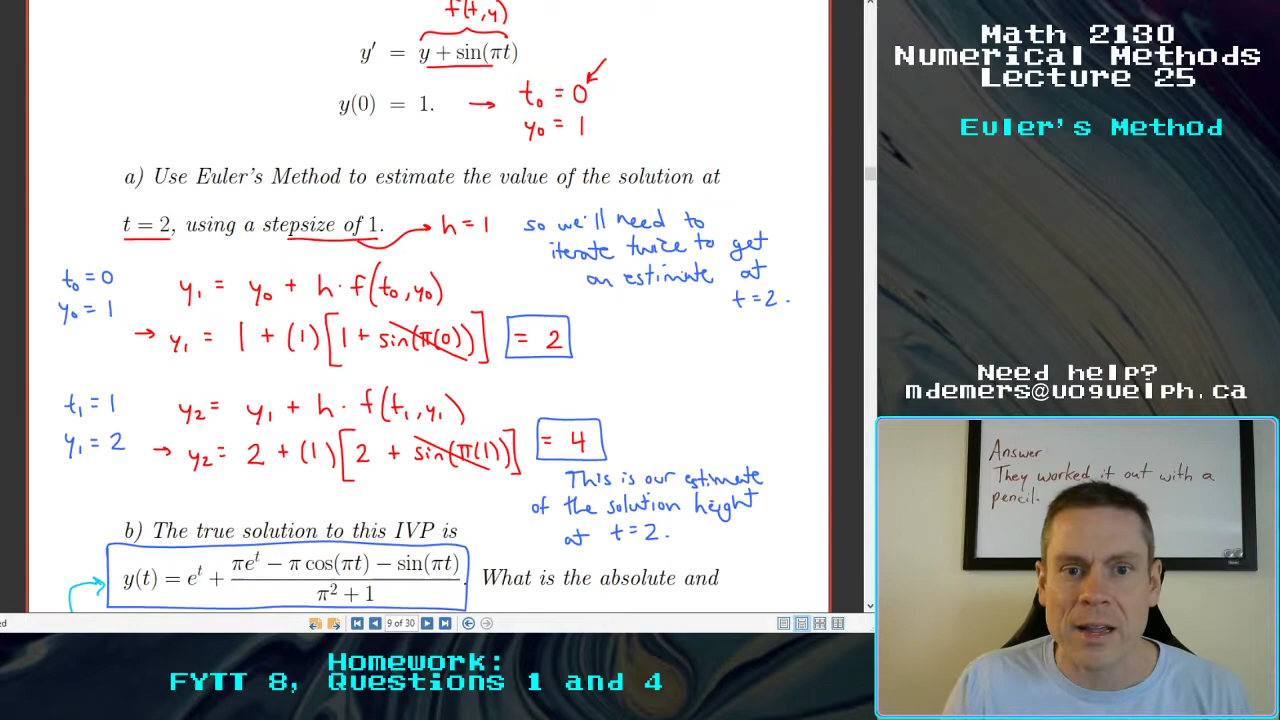 f(t,y)
y′ = y + sin(πt)
y(0) = 1. → t₀ = 0
y₀ = 1
a) Use Euler's Method to estimate the value of the solution at
t = 2, using a stepsize of 1. → h = 1
so we'll need to
iterate twice to get
an estimate at
t = 2.
t₀ = 0
y₀ = 1
y₁ = y₀ + h · f(t₀, y₀)
→ y₁ = 1 + (1)[1 + sin(π(0))] = 2
t₁ = 1
y₁ = 2
y₂ = y₁ + h · f(t₁, y₁)
→ y₂ = 2 + (1)[2 + sin(π(1))] = 4
This is our estimate
of the solution height
at t = 2.
b) The true solution to this IVP is
y(t) = eᵗ + (πeᵗ − π cos(πt) − sin(πt))/(π² + 1). What is the absolute and
9 of 30
Math 2130
Numerical Methods
Lecture 25
Euler's Method
Need help?
mdemers@uoguelph.ca
Answer
They worked it out with a
pencil.
Homework:
FYTT 8, Questions 1 and 4